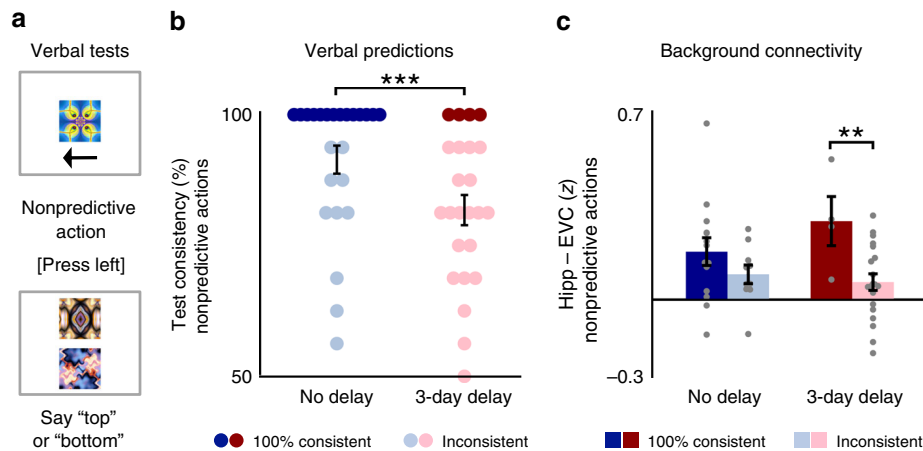 a
Verbal tests
Nonpredictive
action
[Press left]
Say “top”
or “bottom”
b
Verbal predictions
***
Test consistency (%)
nonpredictive actions
100
50
No delay
3-day delay
100% consistent
Inconsistent
c
Background connectivity
**
Hipp – EVC (z)
nonpredictive actions
0.7
–0.3
No delay
3-day delay
100% consistent
Inconsistent